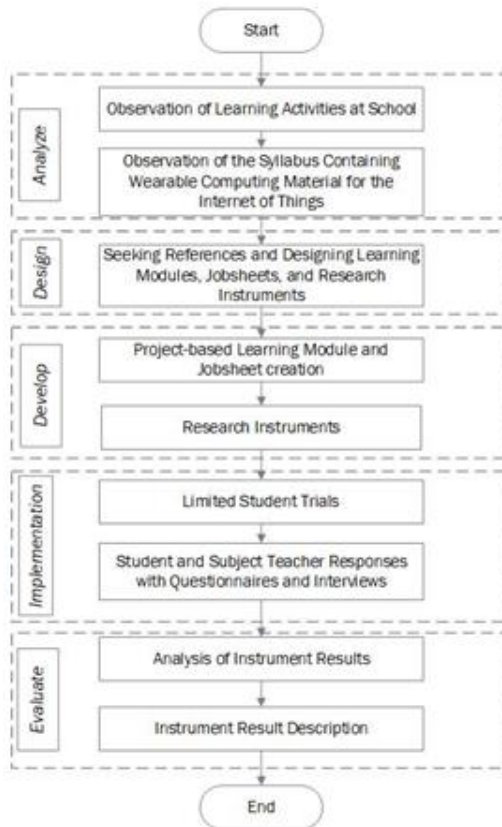 Start
Analyze
Observation of Learning Activities at School
Observation of the Syllabus Containing
Wearable Computing Material for the
Internet of Things
Design
Seeking References and Designing Learning
Modules, Jobsheets, and Research
Instruments
Develop
Project-based Learning Module and
Jobsheet creation
Research Instruments
Implementation
Limited Student Trials
Student and Subject Teacher Responses
with Questionnaires and Interviews
Evaluate
Analysis of Instrument Results
Instrument Result Description
End